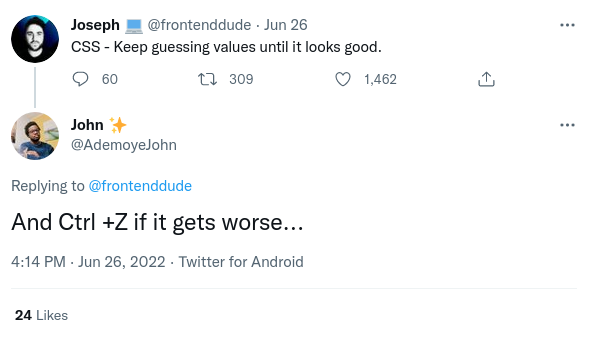 Joseph 💻 @frontenddude · Jun 26
CSS - Keep guessing values until it looks good.
60 309 1,462
John ✨
@AdemoyeJohn
Replying to @frontenddude
And Ctrl +Z if it gets worse...
4:14 PM · Jun 26, 2022 · Twitter for Android
24 Likes